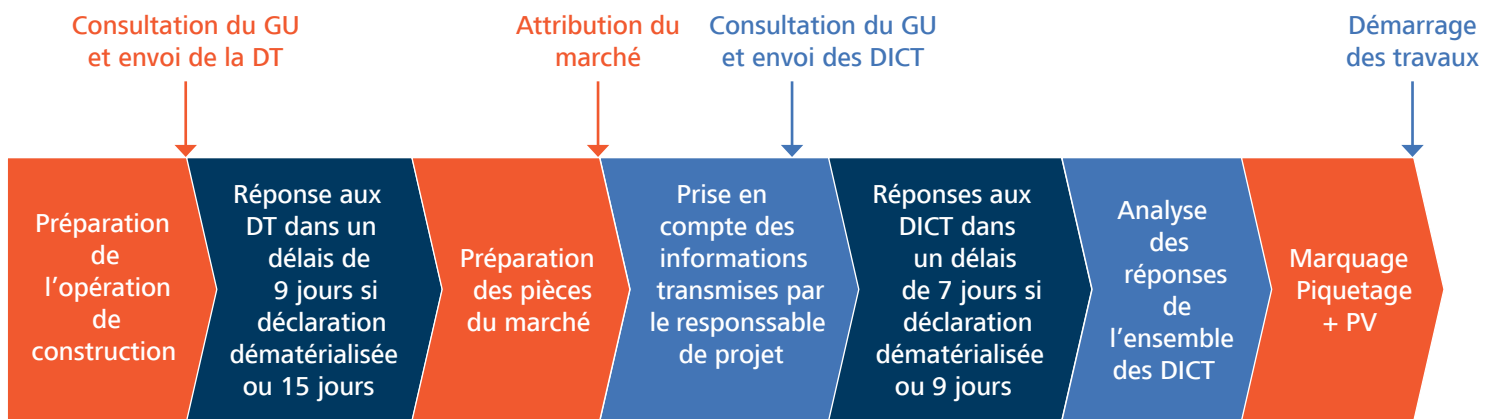 Consultation du GU
et envoi de la DT
Attribution du
marché
Consultation du GU
et envoi des DICT
Démarrage
des travaux
Préparation
de
l’opération
de
construction
Réponse aux
DT dans un
délais de
9 jours si
déclaration
dématérialisée
ou 15 jours
Préparation
des pièces
du marché
Prise en
compte des
informations
transmises par
le responssable
de projet
Réponses aux
DICT dans
un délais
de 7 jours si
déclaration
dématérialisée
ou 9 jours
Analyse
des
réponses
de
l’ensemble
des DICT
Marquage
Piquetage
+ PV